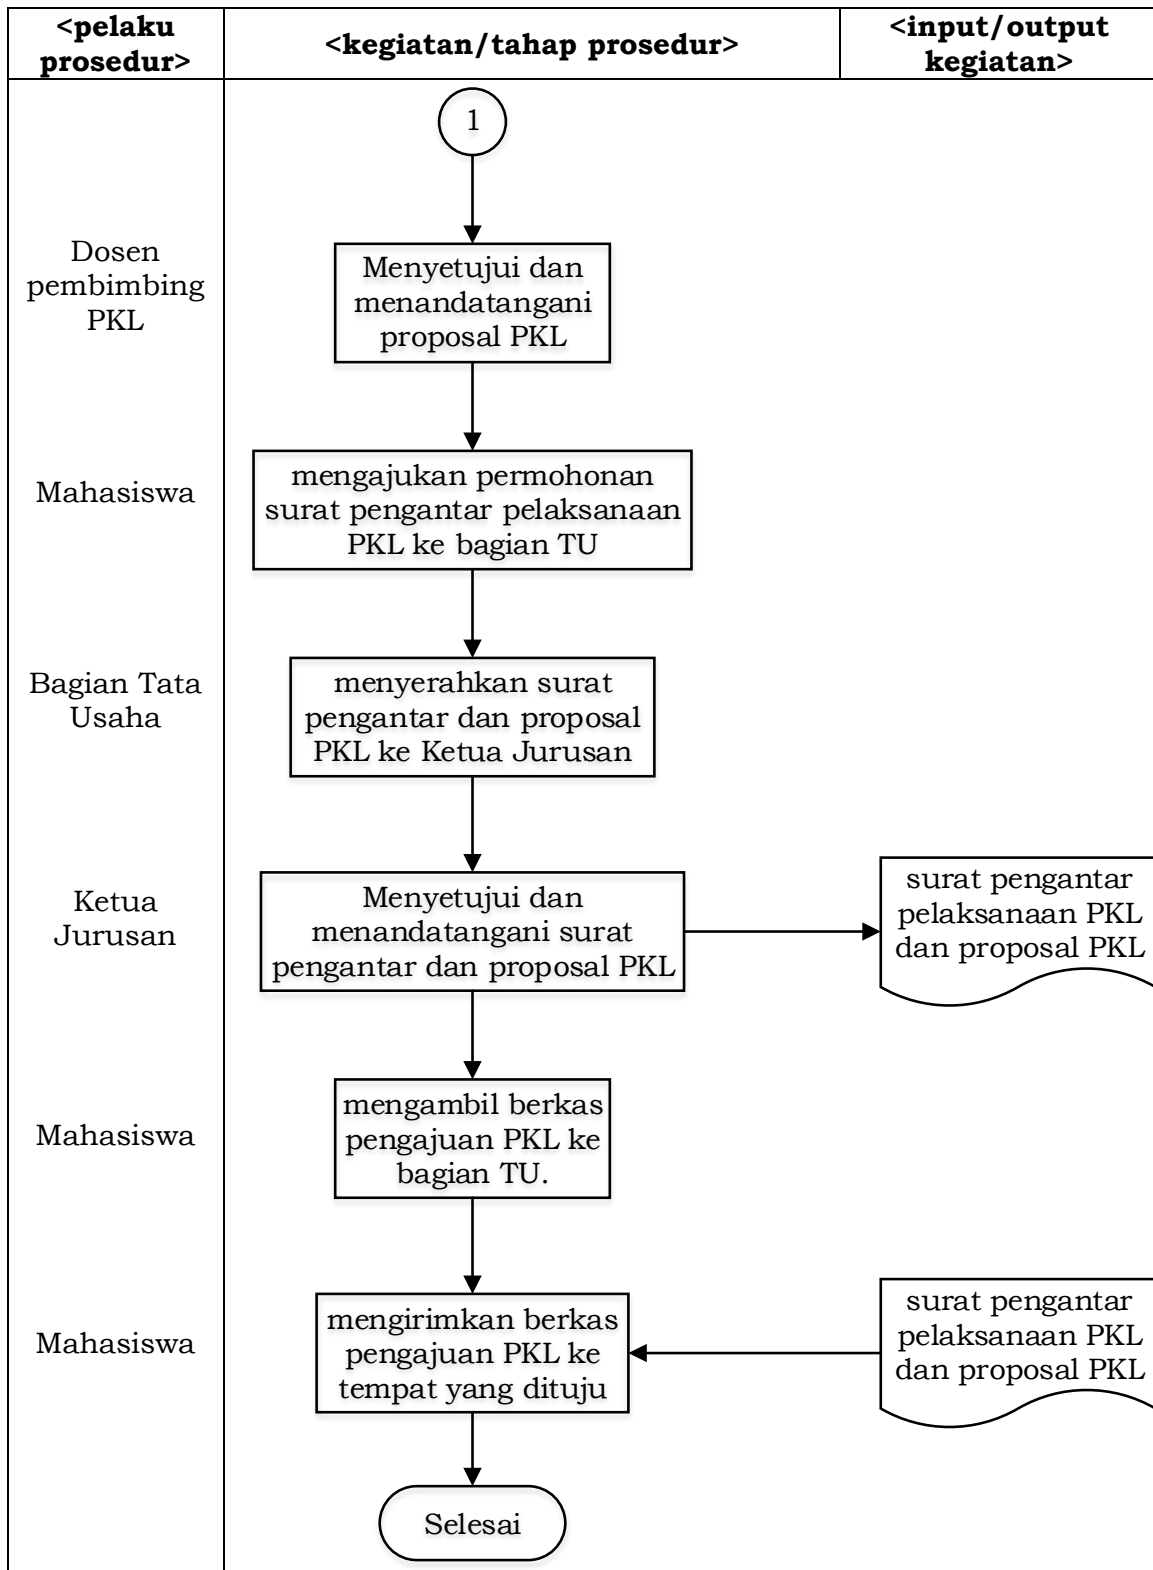 <pelaku
prosedur>
<kegiatan/tahap prosedur>
<input/output
kegiatan>
1
Dosen
pembimbing
PKL
Menyetujui dan
menandatangani
proposal PKL
Mahasiswa
mengajukan permohonan
surat pengantar pelaksanaan
PKL ke bagian TU
Bagian Tata
Usaha
menyerahkan surat
pengantar dan proposal
PKL ke Ketua Jurusan
Ketua
Jurusan
Menyetujui dan
menandatangani surat
pengantar dan proposal PKL
surat pengantar
pelaksanaan PKL
dan proposal PKL
Mahasiswa
mengambil berkas
pengajuan PKL ke
bagian TU.
Mahasiswa
mengirimkan berkas
pengajuan PKL ke
tempat yang dituju
surat pengantar
pelaksanaan PKL
dan proposal PKL
Selesai